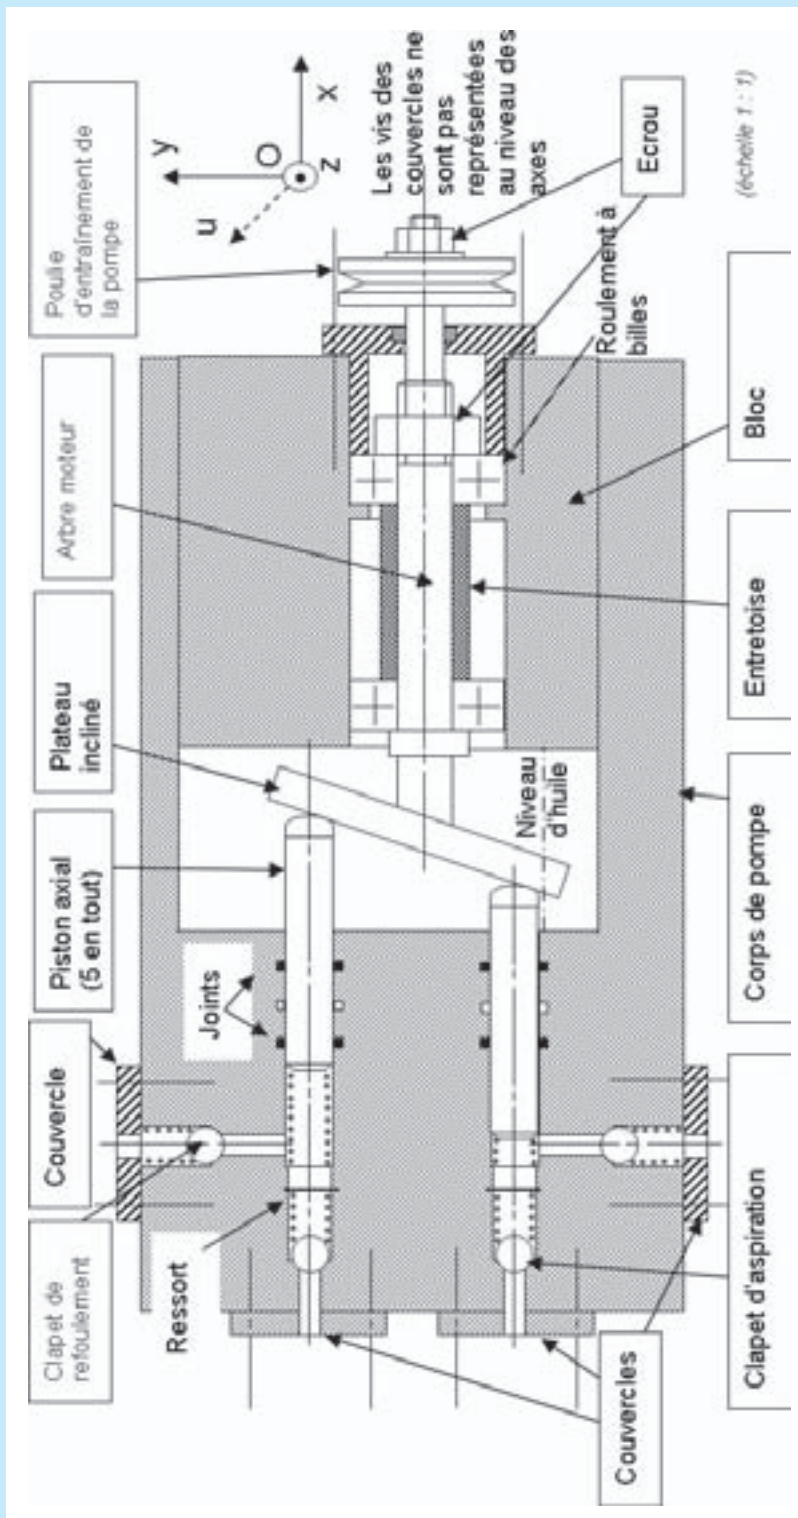 Clapet de
refoulement
Couvercle
Piston axial
(5 en tout)
Plateau
incliné
Arbre moteur
Poulie
d'entraînement de
la pompe
Ressort
Joints
y
u
O
z
x
Les vis des
couvercles ne
sont pas
représentées
au niveau des
axes
Niveau
d'huile
Roulement à
billes
Ecrou
Couvercles
Clapet d'aspiration
Corps de pompe
Entretoise
Bloc
(échelle 1 : 1)